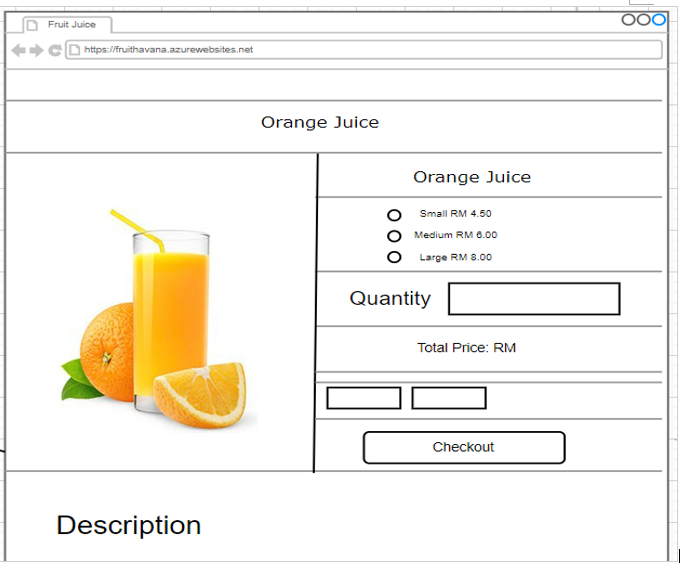 Fruit Juice
https://fruithavana.azurewebsites.net
Orange Juice
Orange Juice
Small RM 4.50
Medium RM 6.00
Large RM 8.00
Quantity
Total Price: RM
Checkout
Description